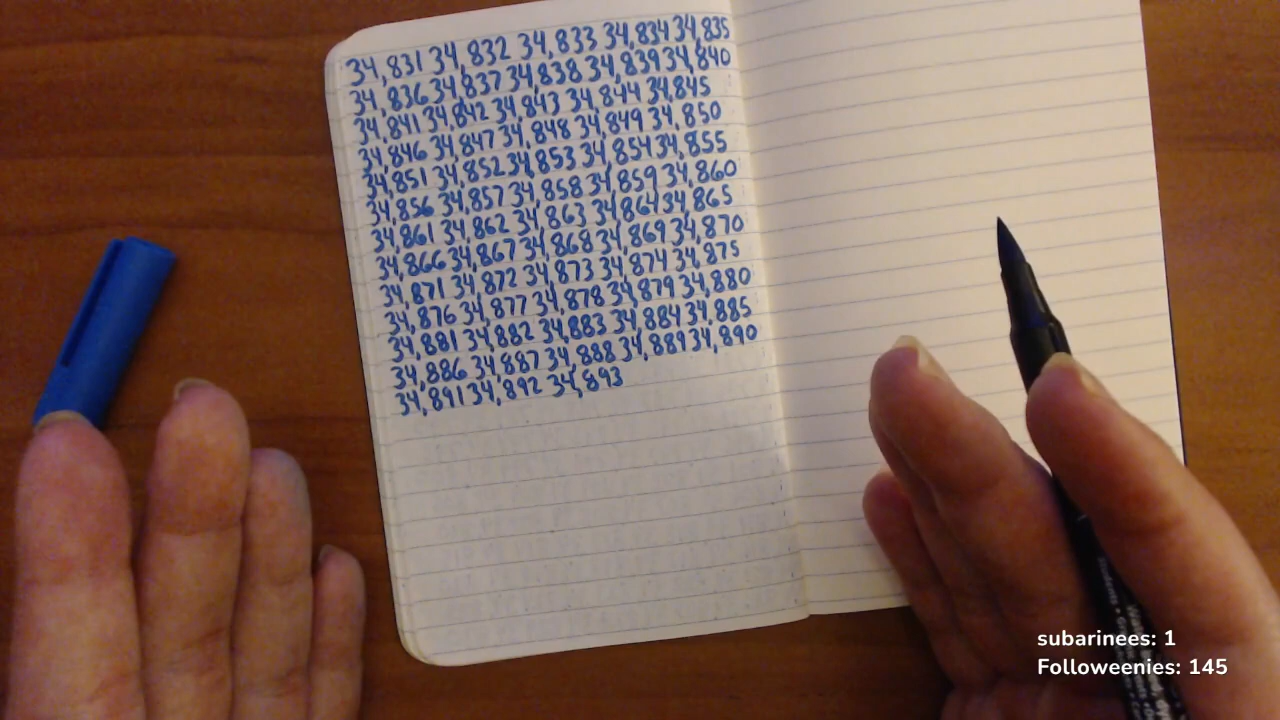 34,831 34,832 34,833 34,834 34,835
34,836 34,837 34,838 34,839 34,840
34,841 34,842 34,843 34,844 34,845
34,846 34,847 34,848 34,849 34,850
34,851 34,852 34,853 34,854 34,855
34,856 34,857 34,858 34,859 34,860
34,861 34,862 34,863 34,864 34,865
34,866 34,867 34,868 34,869 34,870
34,871 34,872 34,873 34,874 34,875
34,876 34,877 34,878 34,879 34,880
34,881 34,882 34,883 34,884 34,885
34,886 34,887 34,888 34,889 34,890
34,891 34,892 34,893
subarinees: 1
Followeenies: 145